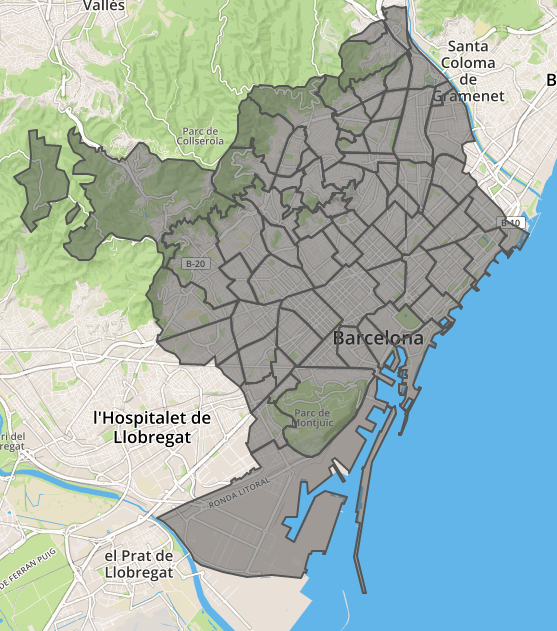 Vallès
Santa
Coloma
de
Gramenet
B
Parc de
Collserola
B-10
B-20
Barcelona
Parc de
Montjuïc
l'Hospitalet de
Llobregat
ri del
regat
RONDA LITORAL
el Prat de
Llobregat
DE FERRAN PUIG